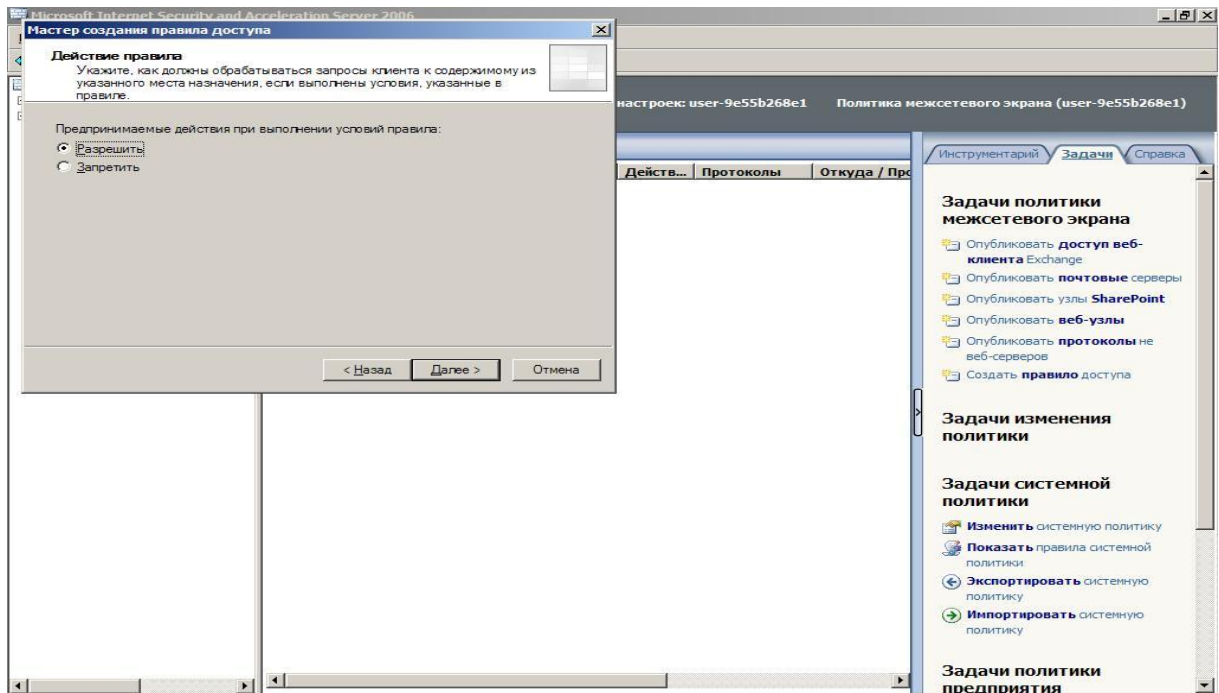 Microsoft Internet Security and Acceleration Server 2006
Мастер создания правила доступа
Действие правила
Укажите, как должны обрабатываться запросы клиента к содержимому из
указанного места назначения, если выполнены условия, указанные в
правиле.
Предпринимаемые действия при выполнении условий правила:
Разрешить
Запретить
< Назад
Далее >
Отмена
настроек: user-9e55b268e1
Политика межсетевого экрана (user-9e55b268e1)
Действ...
Протоколы
Откуда / Про
Инструментарий
Задачи
Справка
Задачи политики
межсетевого экрана
Опубликовать доступ веб-
клиента Exchange
Опубликовать почтовые серверы
Опубликовать узлы SharePoint
Опубликовать веб-узлы
Опубликовать протоколы не
веб-серверов
Создать правило доступа
Задачи изменения
политики
Задачи системной
политики
Изменить системную политику
Показать правила системной
политики
Экспортировать системную
политику
Импортировать системную
политику
Задачи политики
предприятия